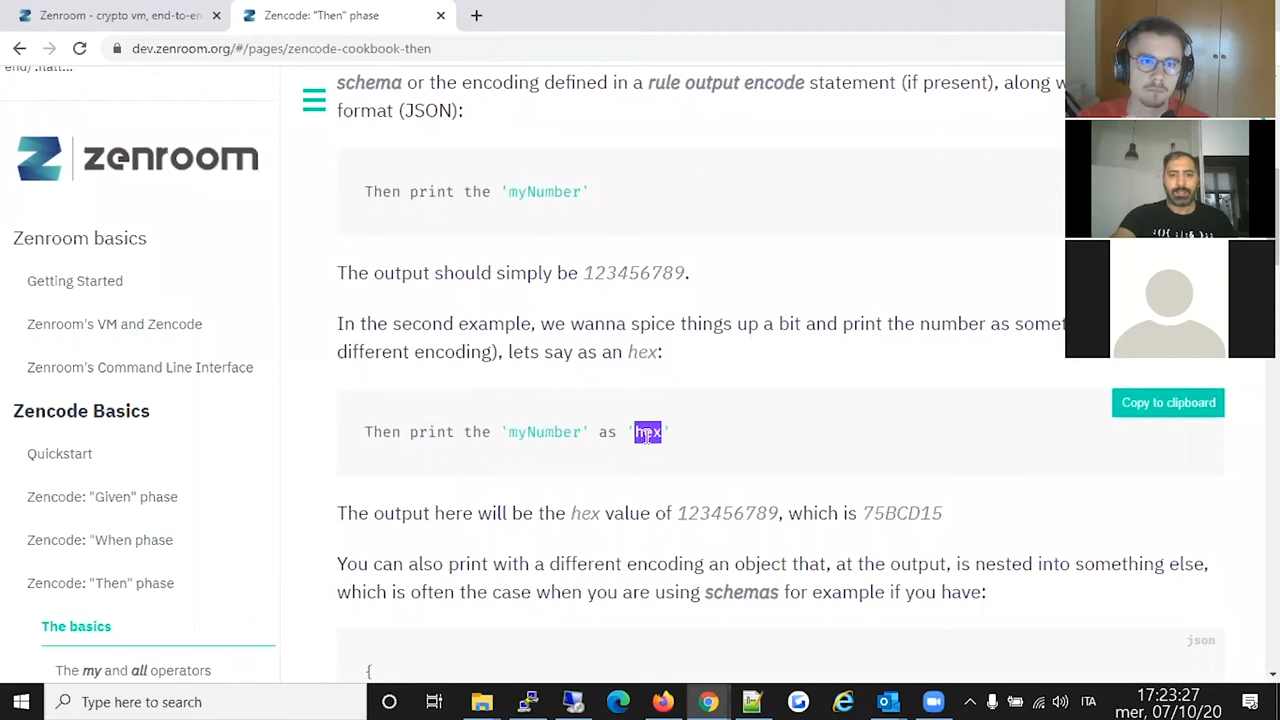 Zenroom - crypto vm, end-to-en
Zencode: "Then" phase
dev.zenroom.org/#/pages/zencode-cookbook-then
zenroom
Zenroom basics
Getting Started
Zenroom's VM and Zencode
Zenroom's Command Line Interface
Zencode Basics
Quickstart
Zencode: "Given" phase
Zencode: "When phase
Zencode: "Then" phase
The basics
The my and all operators
schema or the encoding defined in a rule output encode statement (if present), along w
format (JSON):
Then print the 'myNumber'
The output should simply be 123456789.
In the second example, we wanna spice things up a bit and print the number as somet
different encoding), lets say as an hex:
Copy to clipboard
Then print the 'myNumber' as 'hex'
The output here will be the hex value of 123456789, which is 75BCD15
You can also print with a different encoding an object that, at the output, is nested into something else,
which is often the case when you are using schemas for example if you have:
json
{
Type here to search
ITA
17:23:27
mer, 07/10/20